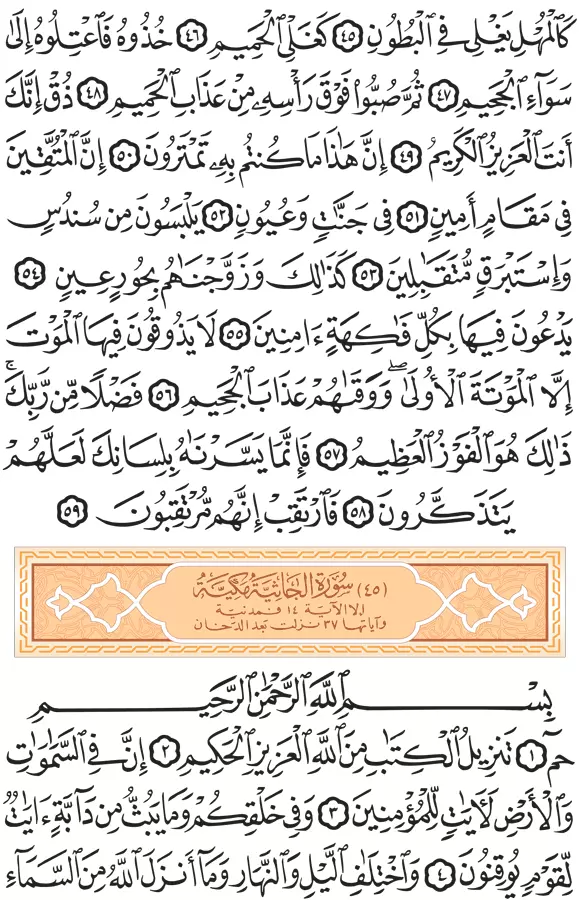 كَٱلۡمُهۡلِ يَغۡلِي فِي ٱلۡبُطُونِ ٤٥ كَغَلۡيِ ٱلۡحَمِيمِ ٤٦ خُذُوهُ فَٱعۡتِلُوهُ إِلَىٰ
سَوَآءِ ٱلۡجَحِيمِ ٤٧ ثُمَّ صُبُّواْ فَوۡقَ رَأۡسِهِۦ مِنۡ عَذَابِ ٱلۡحَمِيمِ ٤٨ ذُقۡ إِنَّكَ
أَنتَ ٱلۡعَزِيزُ ٱلۡكَرِيمُ ٤٩ إِنَّ هَٰذَا مَا كُنتُم بِهِۦ تَمۡتَرُونَ ٥٠ إِنَّ ٱلۡمُتَّقِينَ
فِي مَقَامٍ أَمِينٖ ٥١ فِي جَنَّٰتٖ وَعُيُونٖ ٥٢ يَلۡبَسُونَ مِن سُندُسٖ
وَإِسۡتَبۡرَقٖ مُّتَقَٰبِلِينَ ٥٣ كَذَٰلِكَ وَزَوَّجۡنَٰهُم بِحُورٍ عِينٖ ٥٤
يَدۡعُونَ فِيهَا بِكُلِّ فَٰكِهَةٍ ءَامِنِينَ ٥٥ لَا يَذُوقُونَ فِيهَا ٱلۡمَوۡتَ
إِلَّا ٱلۡمَوۡتَةَ ٱلۡأُولَىٰۖ وَوَقَىٰهُمۡ عَذَابَ ٱلۡجَحِيمِ ٥٦ فَضۡلٗا مِّن رَّبِّكَۚ
ذَٰلِكَ هُوَ ٱلۡفَوۡزُ ٱلۡعَظِيمُ ٥٧ فَإِنَّمَا يَسَّرۡنَٰهُ بِلِسَانِكَ لَعَلَّهُمۡ
يَتَذَكَّرُونَ ٥٨ فَٱرۡتَقِبۡ إِنَّهُم مُّرۡتَقِبُونَ ٥٩
(٤٥) سُورَةُ الجَاثِيَةِ مَكِيَّة
الا الآية ١٤ فمدنية
وآياتها ٣٧ نزلت بعد الدخان
بِسۡمِ ٱللَّهِ ٱلرَّحۡمَٰنِ ٱلرَّحِيمِ
حمٓ ١ تَنزِيلُ ٱلۡكِتَٰبِ مِنَ ٱللَّهِ ٱلۡعَزِيزِ ٱلۡحَكِيمِ ٢ إِنَّ فِي ٱلسَّمَٰوَٰتِ
وَٱلۡأَرۡضِ لَأٓيَٰتٖ لِّلۡمُؤۡمِنِينَ ٣ وَفِي خَلۡقِكُمۡ وَمَا يَبُثُّ مِن دَآبَّةٍ ءَايَٰتٞ
لِّقَوۡمٖ يُوقِنُونَ ٤ وَٱخۡتِلَٰفِ ٱلَّيۡلِ وَٱلنَّهَارِ وَمَآ أَنزَلَ ٱللَّهُ مِنَ ٱلسَّمَآءِ